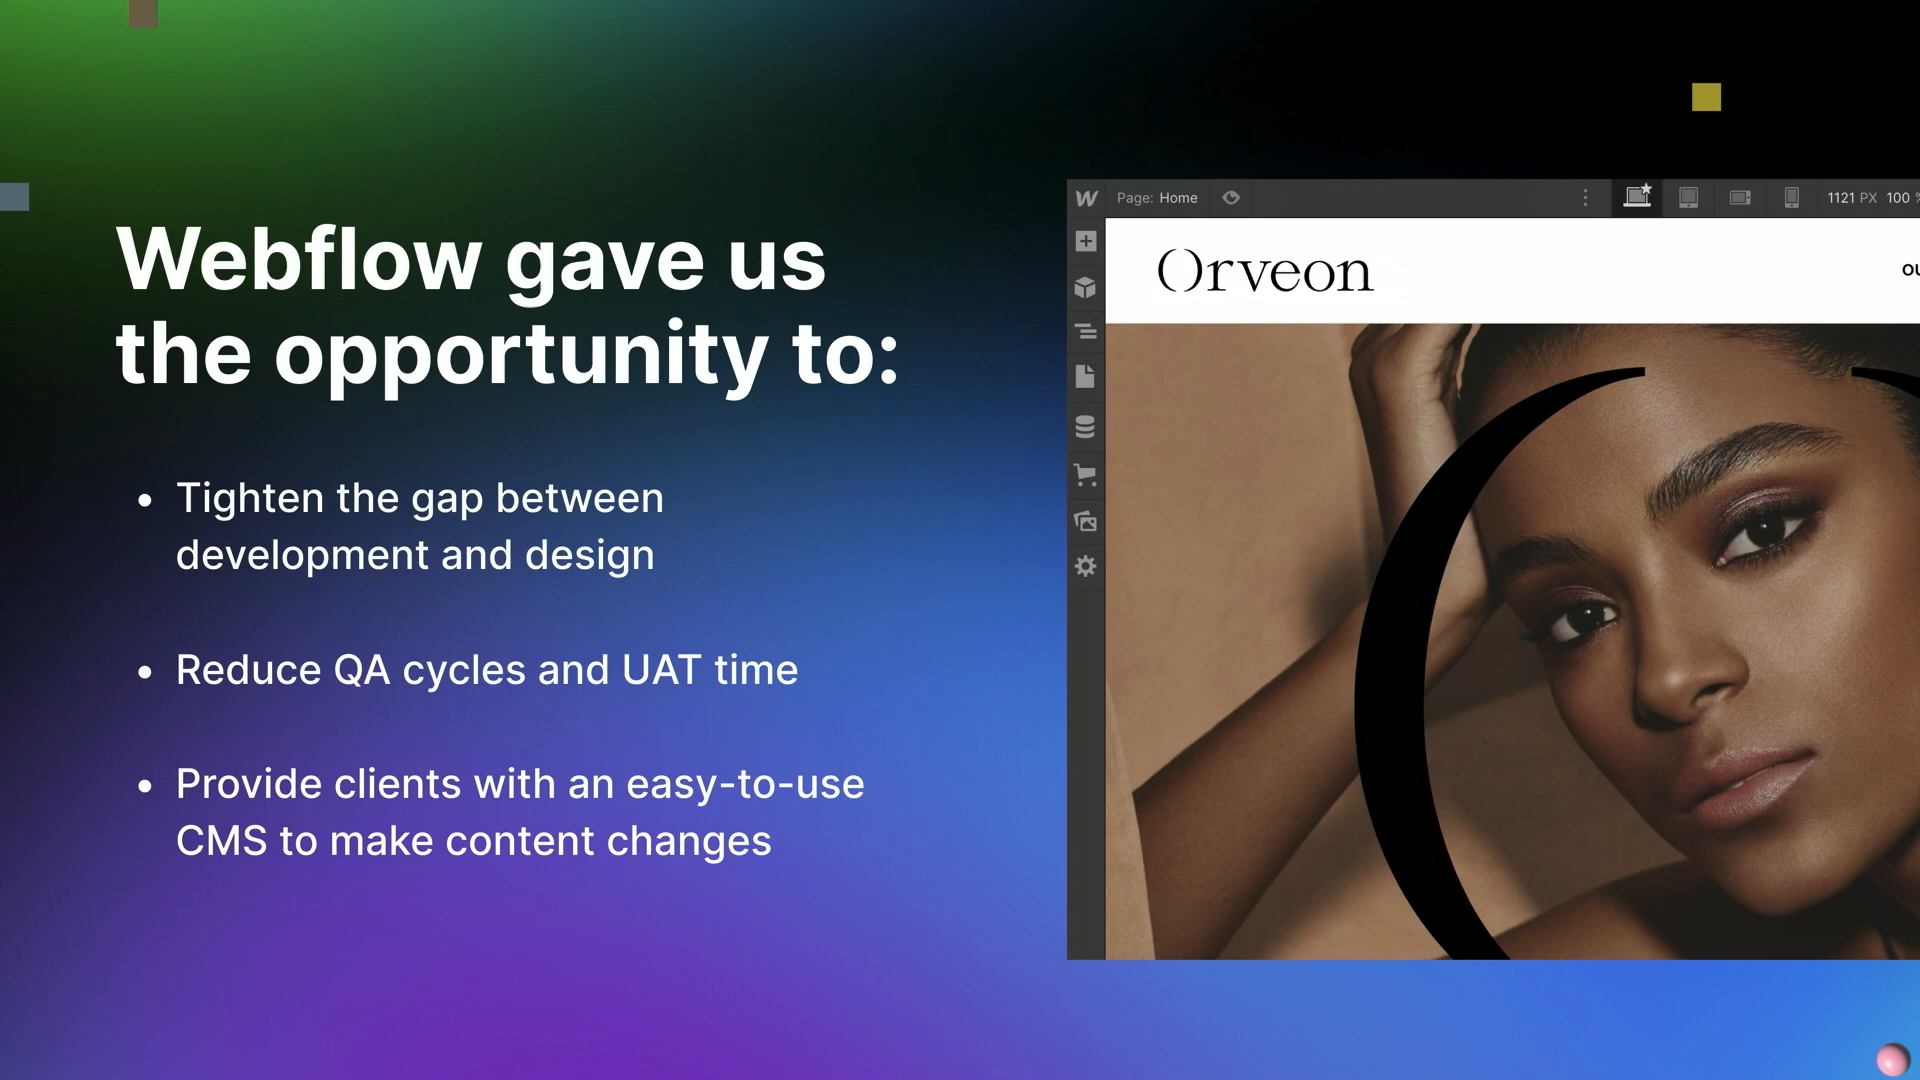 Webflow gave us
the opportunity to:
• Tighten the gap between
development and design
• Reduce QA cycles and UAT time
• Provide clients with an easy-to-use
CMS to make content changes
Page: Home
1121 PX 100 %
Orveon
OU